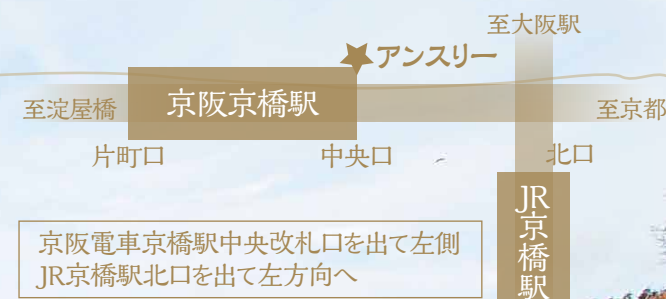 至大阪駅
アンスリー
至淀屋橋
京阪京橋駅
至京都
片町口
中央口
北口
JR京橋駅
京阪電車京橋駅中央改札口を出て左側
JR京橋駅北口を出て左方向へ